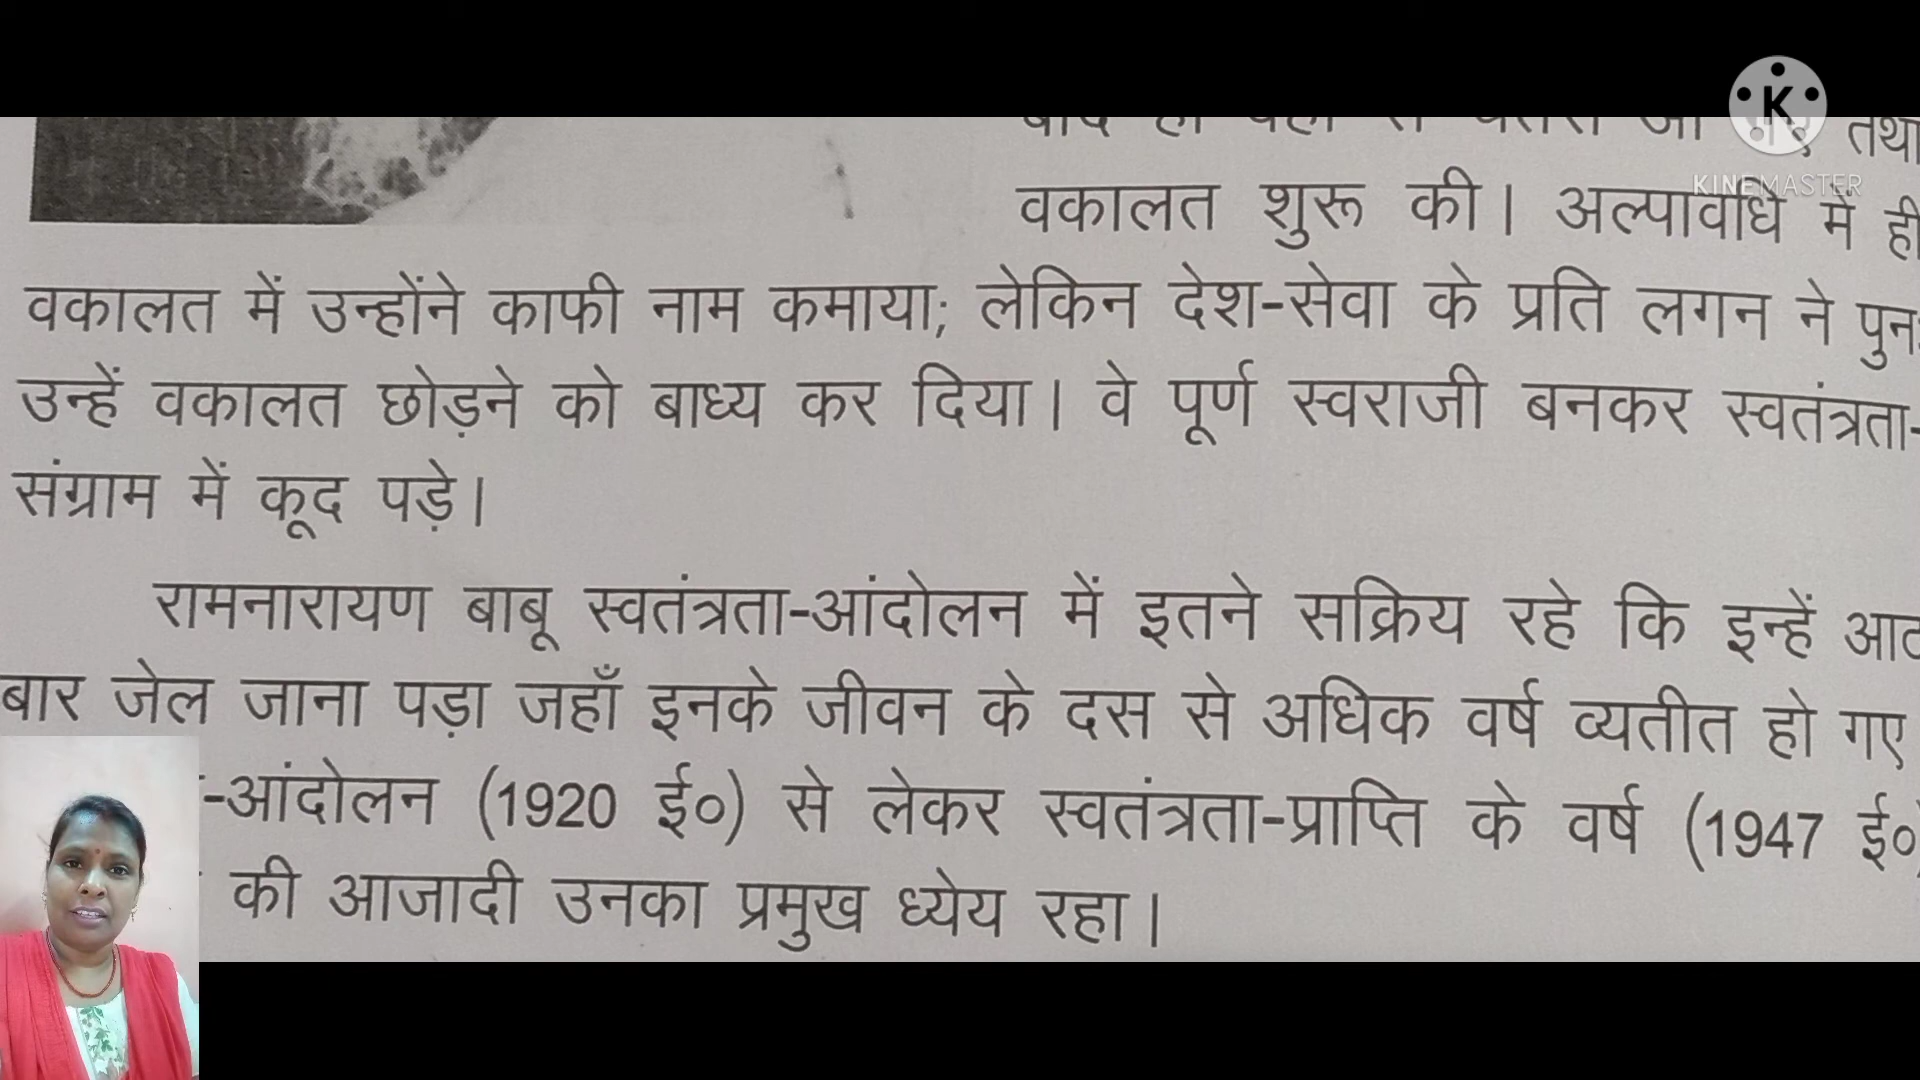 तथा
KINEMASTER
वकालत शुरू की। अल्पावधि में ही
वकालत में उन्होंने काफी नाम कमाया; लेकिन देश-सेवा के प्रति लगन ने पुनः
उन्हें वकालत छोड़ने को बाध्य कर दिया। वे पूर्ण स्वराजी बनकर स्वतंत्रता-
संग्राम में कूद पड़े।
रामनारायण बाबू स्वतंत्रता-आंदोलन में इतने सक्रिय रहे कि इन्हें
बार जेल जाना पड़ा जहाँ इनके जीवन के दस से अधिक वर्ष व्यतीत हो गए
-आंदोलन (1920 ई०) से लेकर स्वतंत्रता-प्राप्ति के वर्ष (1947 ई०)
की आजादी उनका प्रमुख ध्येय रहा।